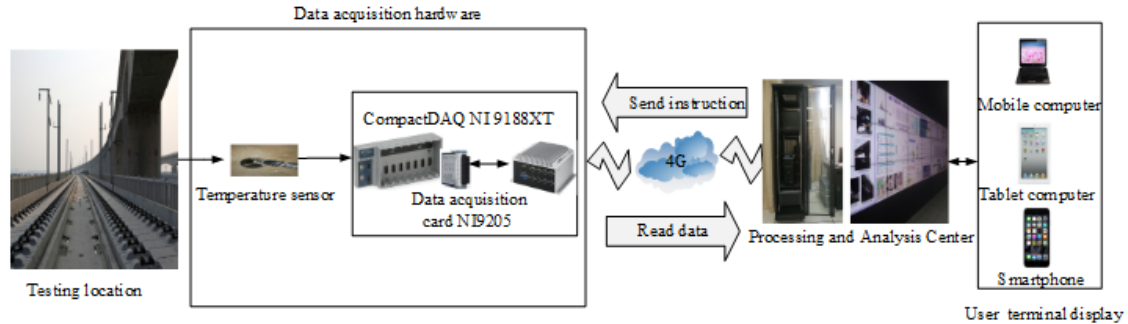 Data acquisition hardware
Testing location
Temperature sensor
CompactDAQ NI 9188XT
Data acquisition
card NI9205
Send instruction
4G
Read data
Processing and Analysis Center
Mobile computer
Tablet computer
Smartphone
User terminal display